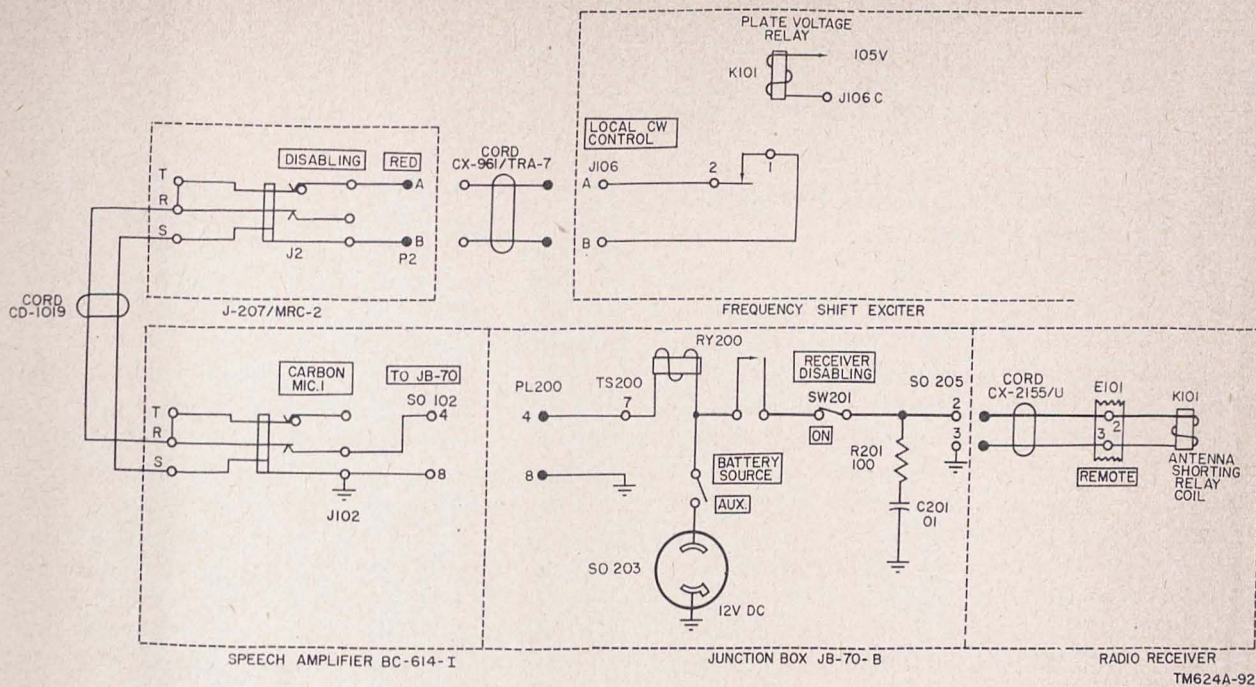 PLATE VOLTAGE
RELAY
K101
105V
J106 C
LOCAL CW
CONTROL
J106
A
2
1
B
FREQUENCY SHIFT EXCITER
CORD
CX-961/TRA-7
DISABLING
RED
T
R
S
J2
A
B
P2
J-207/MRC-2
CORD
CD-1019
CARBON
MIC.1
TO JB-70
SO 102
4
T
R
S
8
J102
SPEECH AMPLIFIER BC-614-I
RY200
PL200
TS200
4
7
8
RECEIVER
DISABLING
SW201
ON
SO 205
2
3
R201
100
C201
01
BATTERY
SOURCE
AUX.
SO 203
12V DC
JUNCTION BOX JB-70-B
CORD
CX-2155/U
E101
2
3
REMOTE
K101
ANTENNA
SHORTING
RELAY
COIL
RADIO RECEIVER
TM624A-92